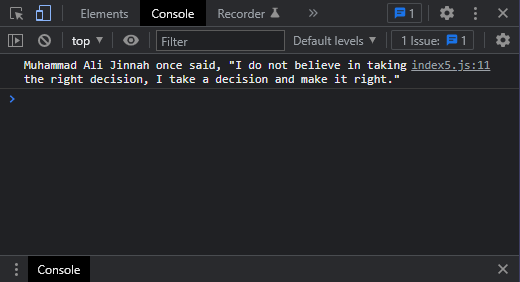 Elements Console Recorder 1
top Filter Default levels 1 Issue: 1
Muhammad Ali Jinnah once said, "I do not believe in taking index5.js:11
the right decision, I take a decision and make it right."
Console